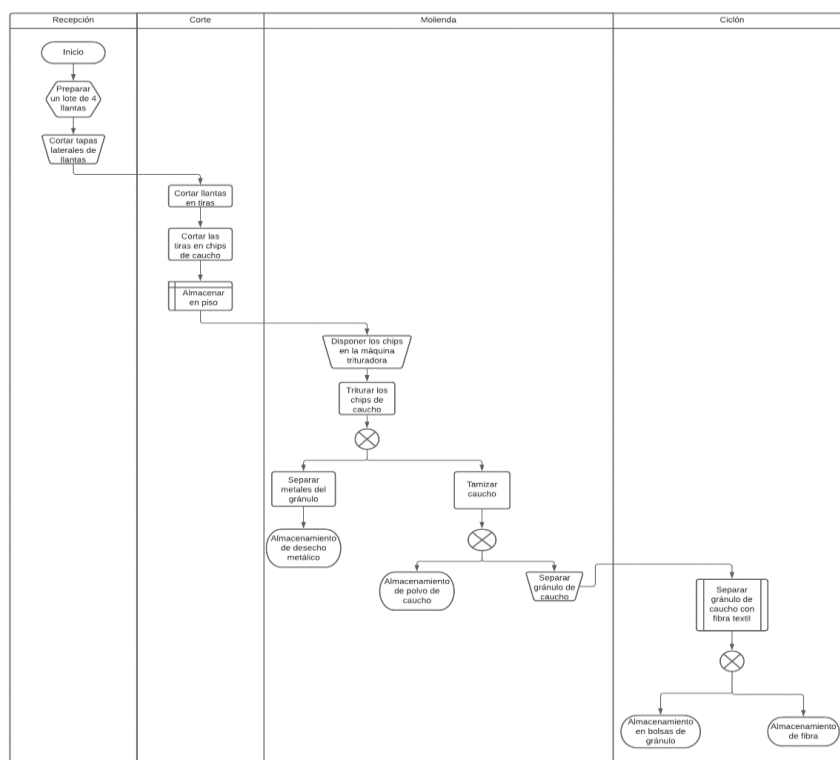 Recepción
Corte
Molienda
Ciclón
Inicio
Preparar
un lote de 4
llantas
Cortar tapas
laterales de
llantas
Cortar llantas
en tiras
Cortar las
tiras en chips
de caucho
Almacenar
en piso
Disponer los chips
en la máquina
trituradora
Triturar los
chips de
caucho
Separar
metales del
gránulo
Tamizar
caucho
Almacenamiento
de desecho
metálico
Almacenamiento
de polvo de
caucho
Separar
gránulo de
caucho
Separar
gránulo de
caucho con
fibra textil
Almacenamiento
en bolsas de
gránulo
Almacenamiento
de fibra